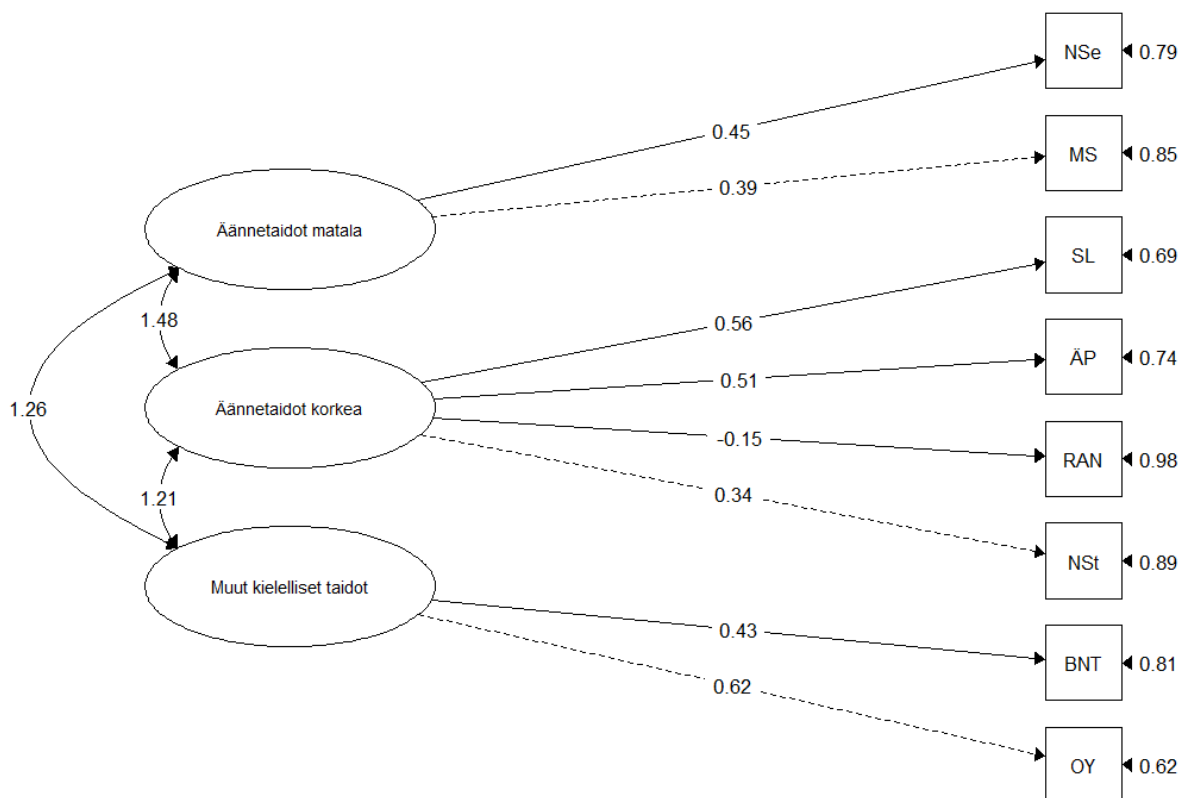 NSe
0.79
0.45
MS
0.85
0.39
Äännetaidot matala
SL
0.69
1.48
0.56
ÄP
0.74
0.51
1.26
Äännetaidot korkea
-0.15
RAN
0.98
1.21
0.34
NSt
0.89
Muut kielelliset taidot
0.43
BNT
0.81
0.62
OY
0.62